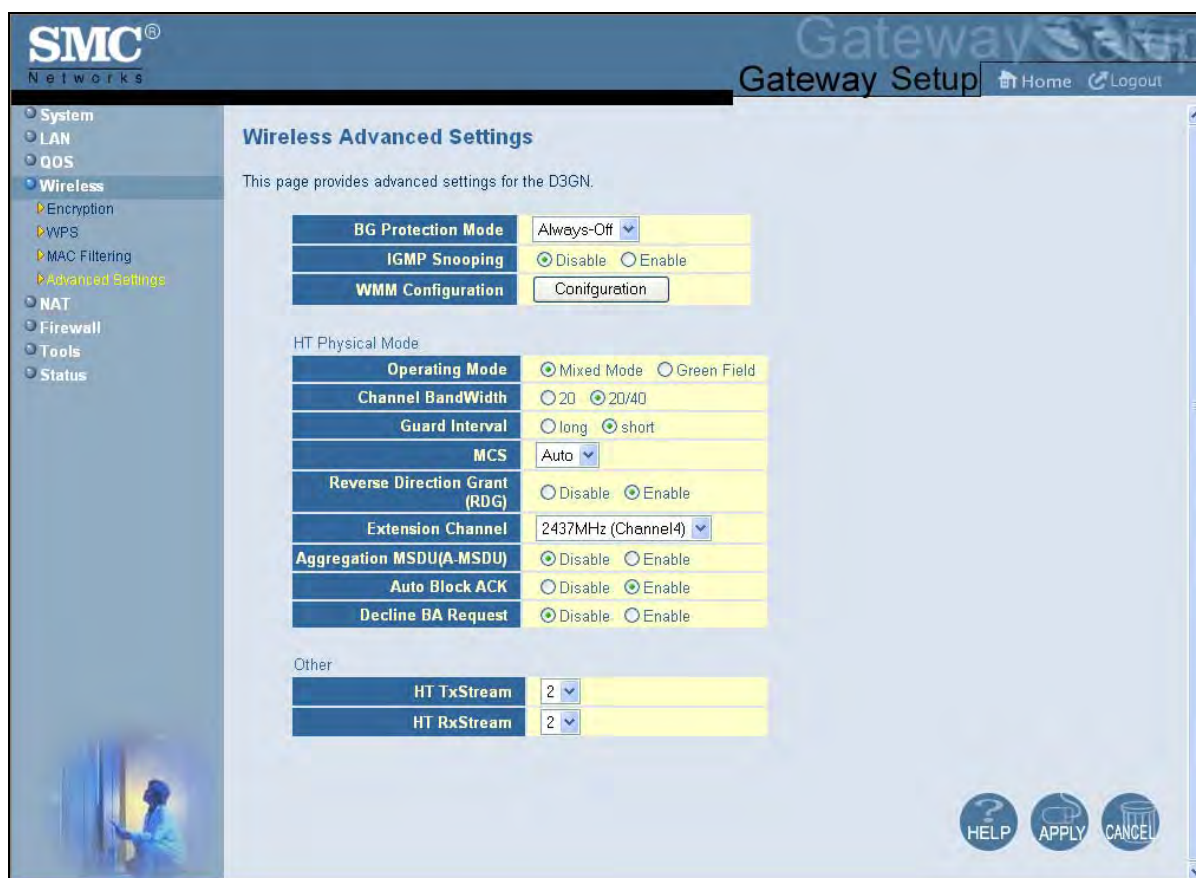 SMC®
Networks
Gateway Setup
Gateway Setup
Home
Logout
System
LAN
QOS
Wireless
Encryption
WPS
MAC Filtering
Advanced Settings
NAT
Firewall
Tools
Status
Wireless Advanced Settings
This page provides advanced settings for the D3GN.
BG Protection Mode Always-Off
IGMP Snooping Disable Enable
WMM Configuration Conifguration
HT Physical Mode
Operating Mode Mixed Mode Green Field
Channel BandWidth 20 20/40
Guard Interval long short
MCS Auto
Reverse Direction Grant
(RDG) Disable Enable
Extension Channel 2437MHz (Channel4)
Aggregation MSDU(A-MSDU) Disable Enable
Auto Block ACK Disable Enable
Decline BA Request Disable Enable
Other
HT TxStream 2
HT RxStream 2
HELP APPLY CANCEL